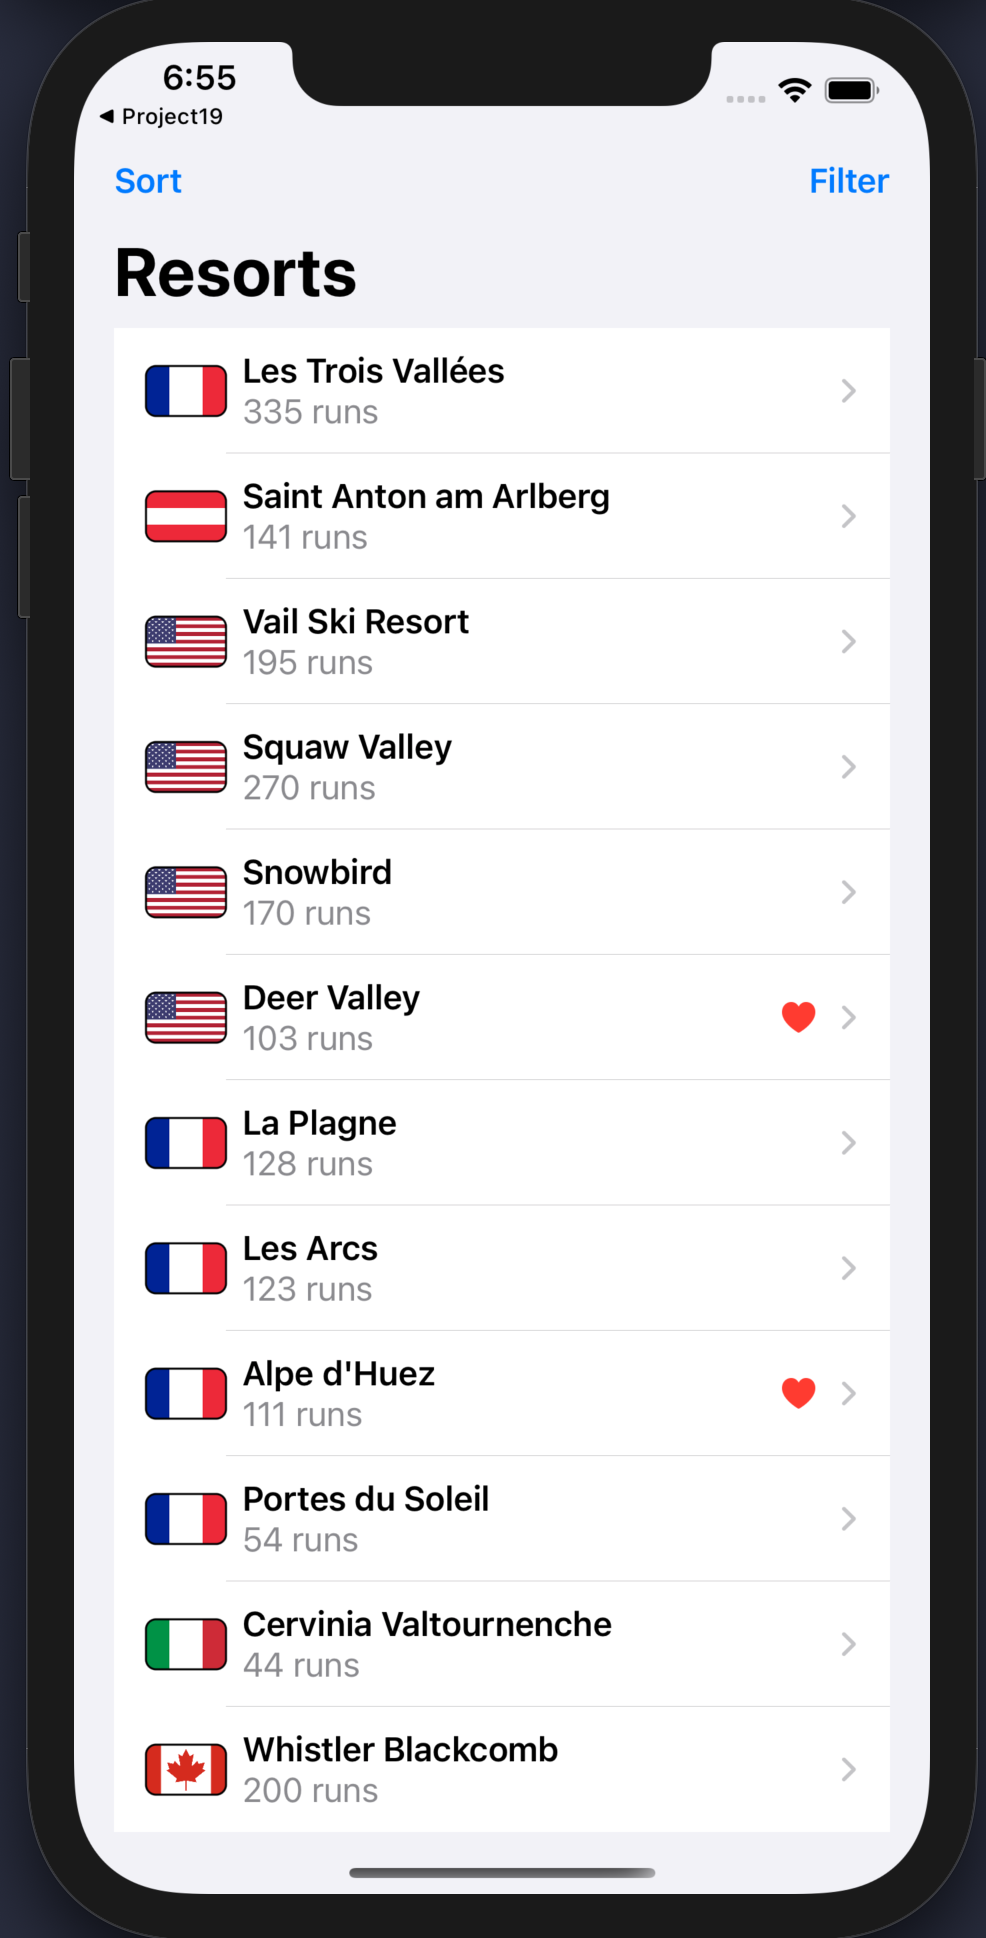 6:55
◀ Project19
Sort
Filter
Resorts
Les Trois Vallées
335 runs
Saint Anton am Arlberg
141 runs
Vail Ski Resort
195 runs
Squaw Valley
270 runs
Snowbird
170 runs
Deer Valley
103 runs
La Plagne
128 runs
Les Arcs
123 runs
Alpe d'Huez
111 runs
Portes du Soleil
54 runs
Cervinia Valtournenche
44 runs
Whistler Blackcomb
200 runs